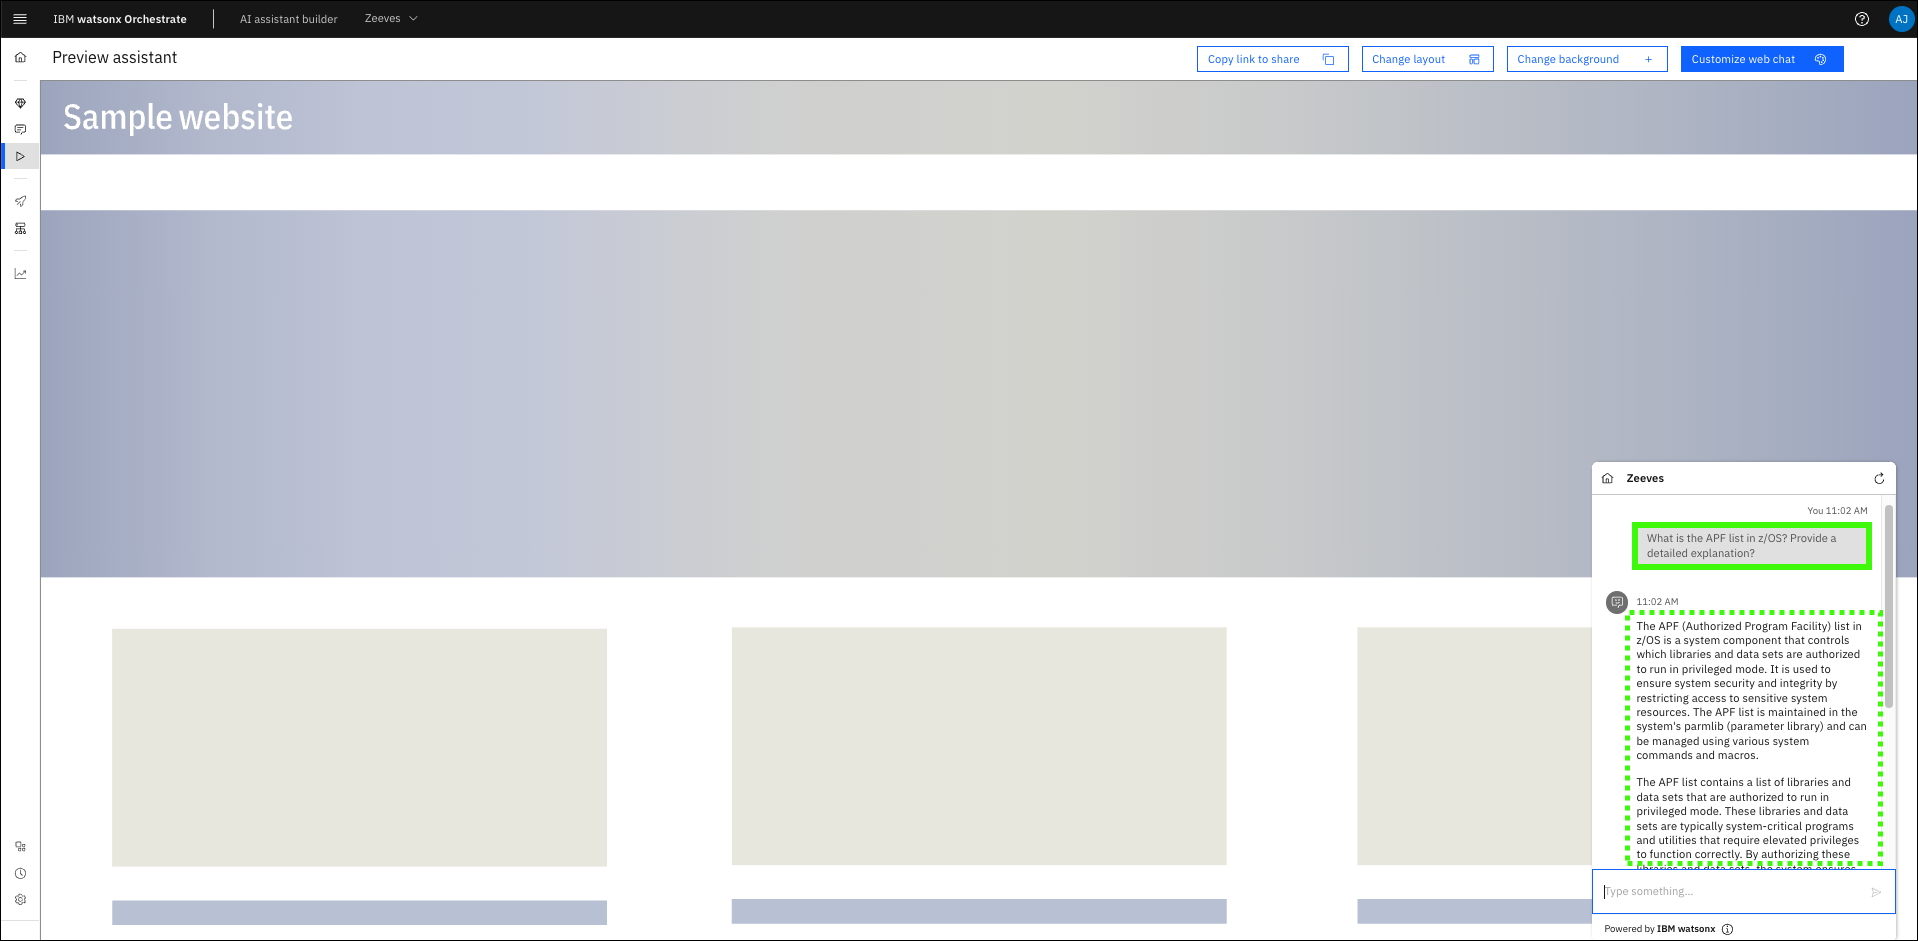 IBM watsonx Orchestrate
AI assistant builder
Zeeves
AJ
Preview assistant
Copy link to share
Change layout
Change background
Customize web chat
Sample website
Zeeves
You 11:02 AM
What is the APF list in z/OS? Provide a
detailed explanation?
11:02 AM
The APF (Authorized Program Facility) list in
z/OS is a system component that controls
which libraries and data sets are authorized
to run in privileged mode. It is used to
ensure system security and integrity by
restricting access to sensitive system
resources. The APF list is maintained in the
system's parmlib (parameter library) and can
be managed using various system
commands and macros.
The APF list contains a list of libraries and
data sets that are authorized to run in
privileged mode. These libraries and data
sets are typically system-critical programs
and utilities that require elevated privileges
to function correctly. By authorizing these
libraries and data sets, the system ensures
Type something...
Powered by IBM watsonx